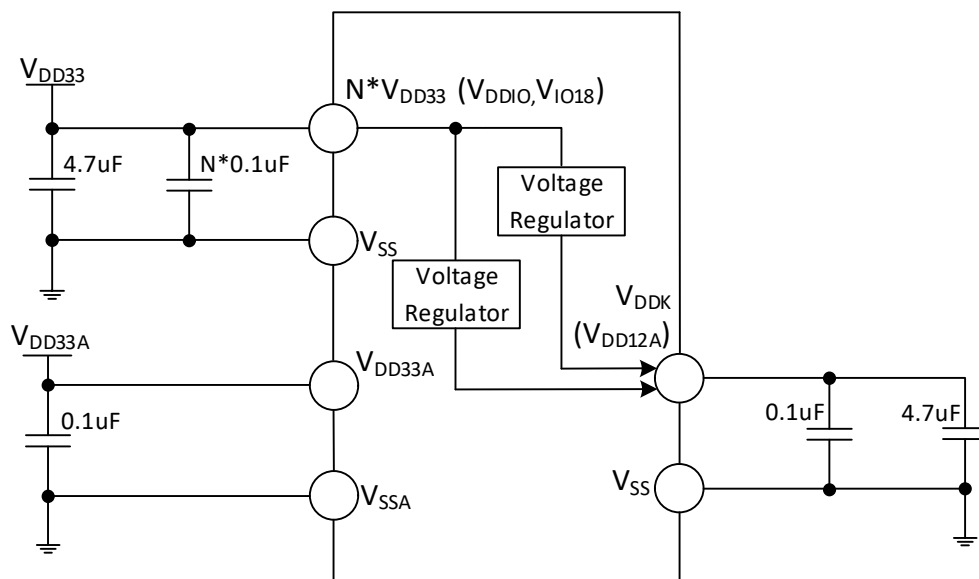 VDD33
N*VDD33 (VDDIO,VIO18)
4.7uF
N*0.1uF
Voltage
Regulator
VSS
Voltage
Regulator
VDDK
(VDD12A)
VDD33A
VDD33A
0.1uF
0.1uF
4.7uF
VSS
VSSA